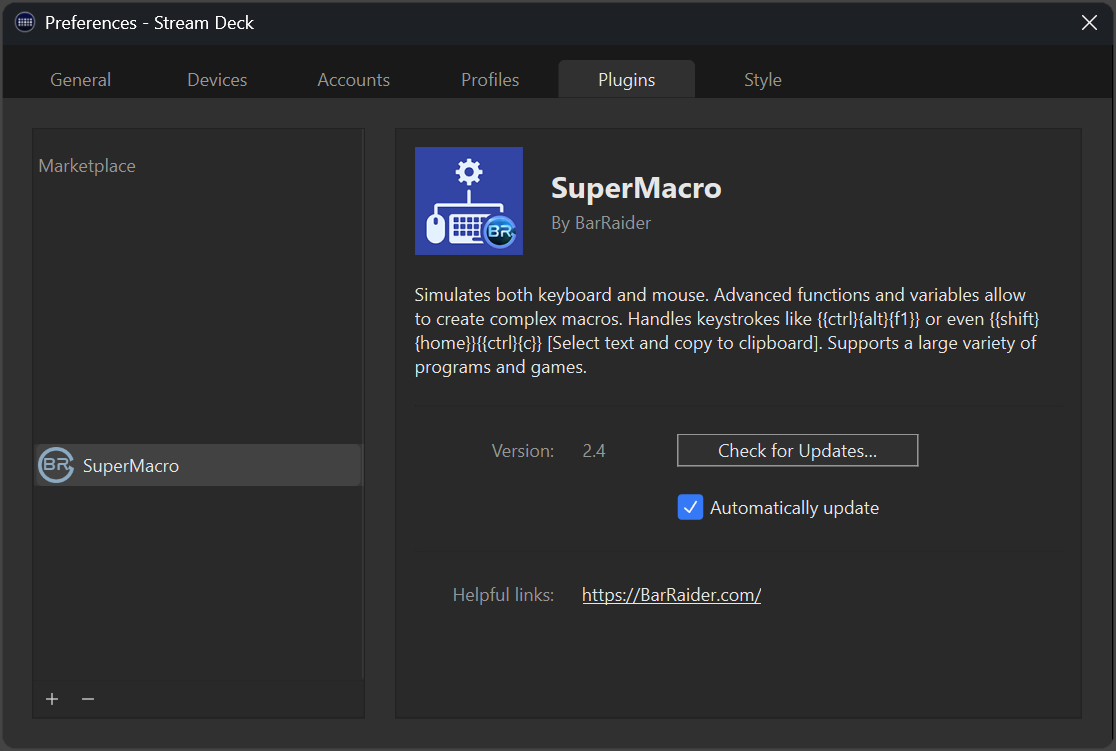 Preferences - Stream Deck
General Devices Accounts Profiles Plugins Style
Marketplace
BR SuperMacro
BR
SuperMacro
By BarRaider
Simulates both keyboard and mouse. Advanced functions and variables allow
to create complex macros. Handles keystrokes like {{ctrl}{alt}{f1}} or even {{shift}
{home}}{{ctrl}{c}} [Select text and copy to clipboard]. Supports a large variety of
programs and games.
Version: 2.4 Check for Updates...
Automatically update
Helpful links: https://BarRaider.com/